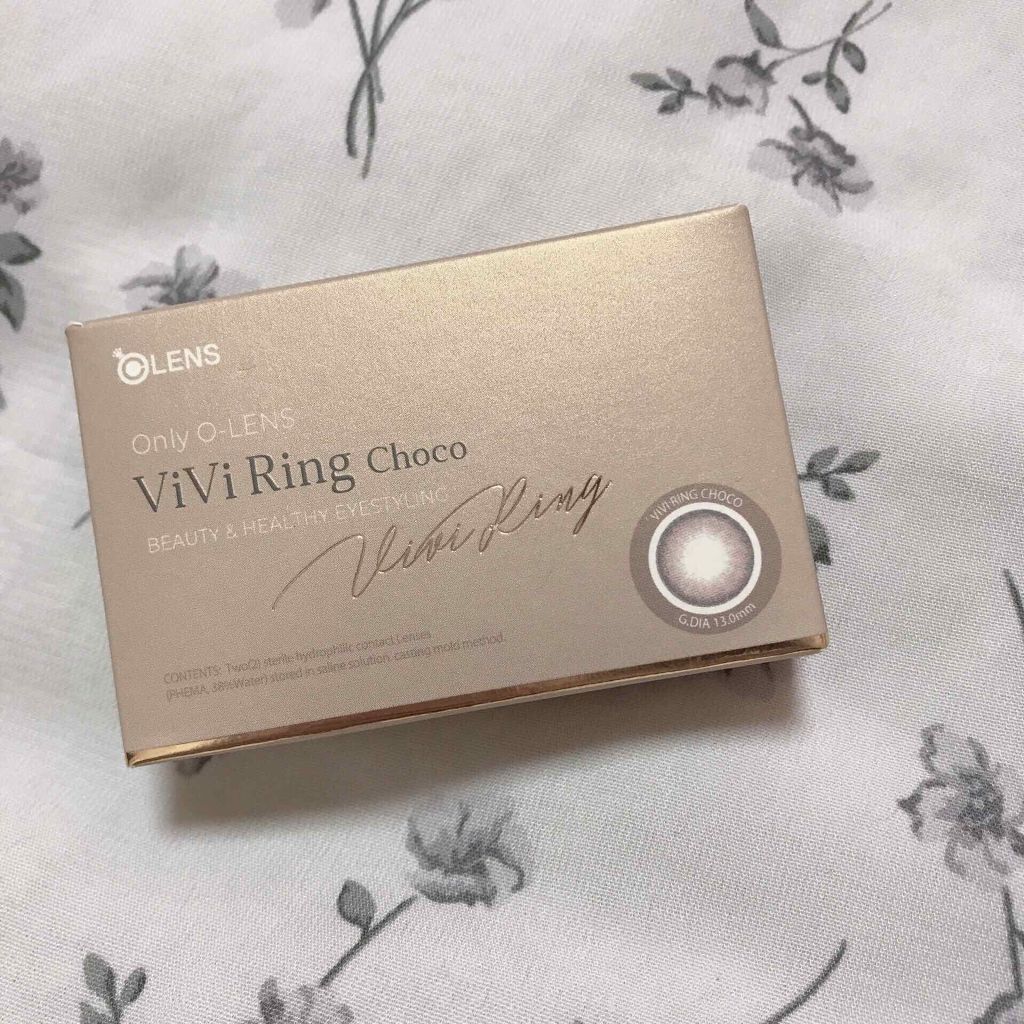 OLENS
Only O-LENS
ViVi Ring Choco
BEAUTY & HEALTHY EYESTYLING
ViVi Ring
CONTENTS: Two(2) sterile hydrophilic contact Lenses
(PHEMA, 38%Water) stored in saline solution, casting mold method.
VIVI-RING CHOCO
G.DIA 13.0mm